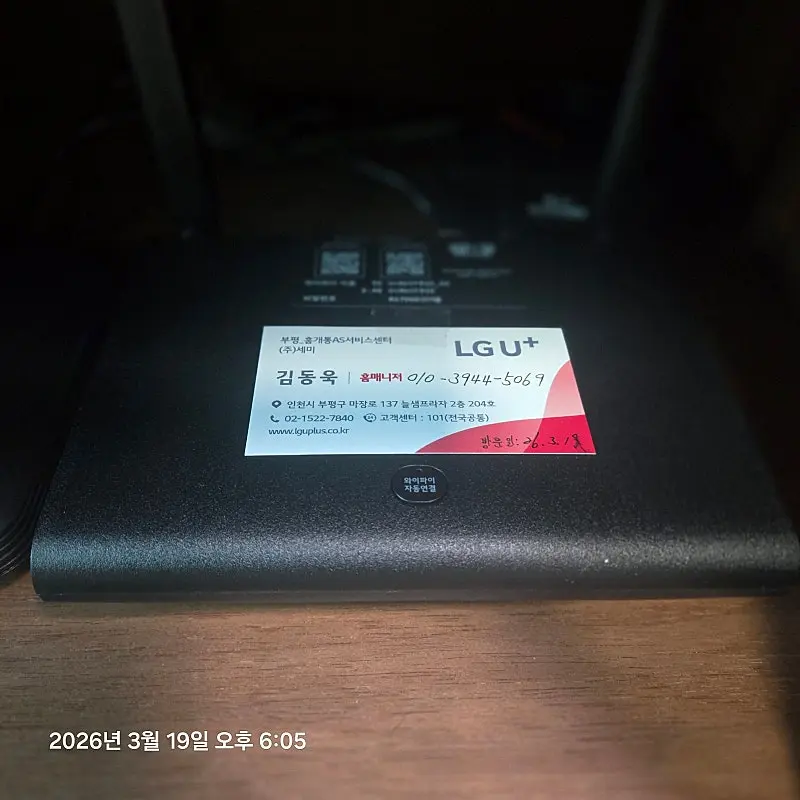 부평_홈개통AS서비스센터
(주)세미
LG U+
김동욱 | 홈매니저 010-3944-5069
인천시 부평구 마장로 137 늘샘프라자 2층 204호
02-1522-7840 고객센터 : 101(전국공통)
www.lguplus.co.kr
방문일: 26.3.
와이파이
자동연결
2026년 3월 19일 오후 6:05